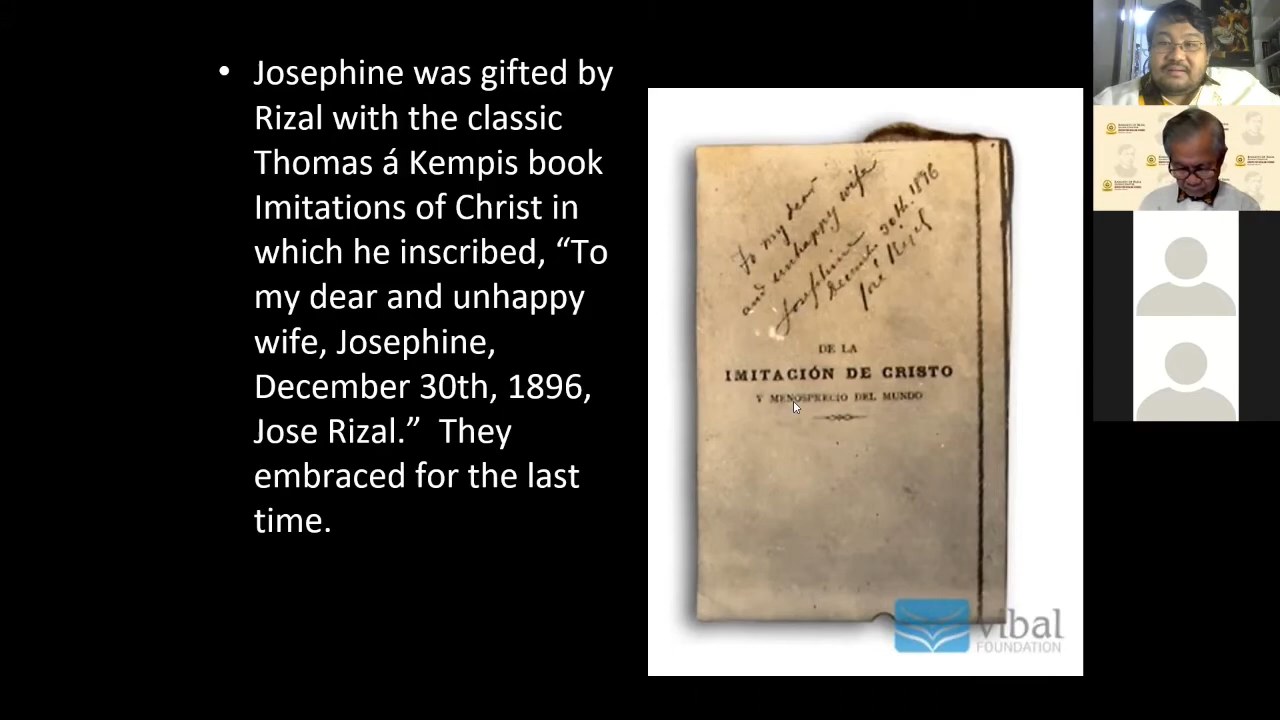 • Josephine was gifted by
Rizal with the classic
Thomas á Kempis book
Imitations of Christ in
which he inscribed, “To
my dear and unhappy
wife, Josephine,
December 30th, 1896,
Jose Rizal.”  They
embraced for the last
time.
To my dear
and unhappy wife
Josephine
Decemb. 30th. 1896
José Rizal
DE LA
IMITACIÓN DE CRISTO
Y MENOSPRECIO DEL MUNDO
vibal
FOUNDATION